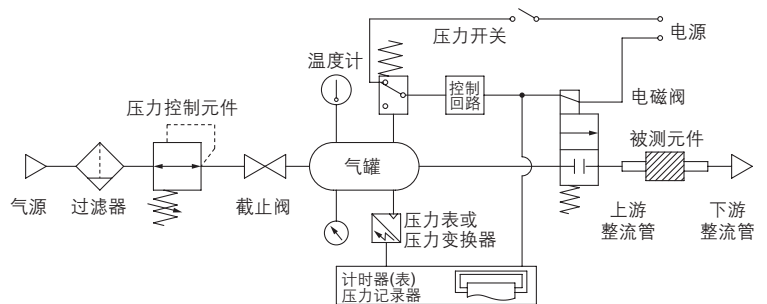 压力开关
电源
温度计
控制
回路
压力控制元件
电磁阀
被测元件
气罐
气源
过滤器
截止阀
压力表或
压力变换器
上游
整流管
下游
整流管
计时器(表)
压力记录器